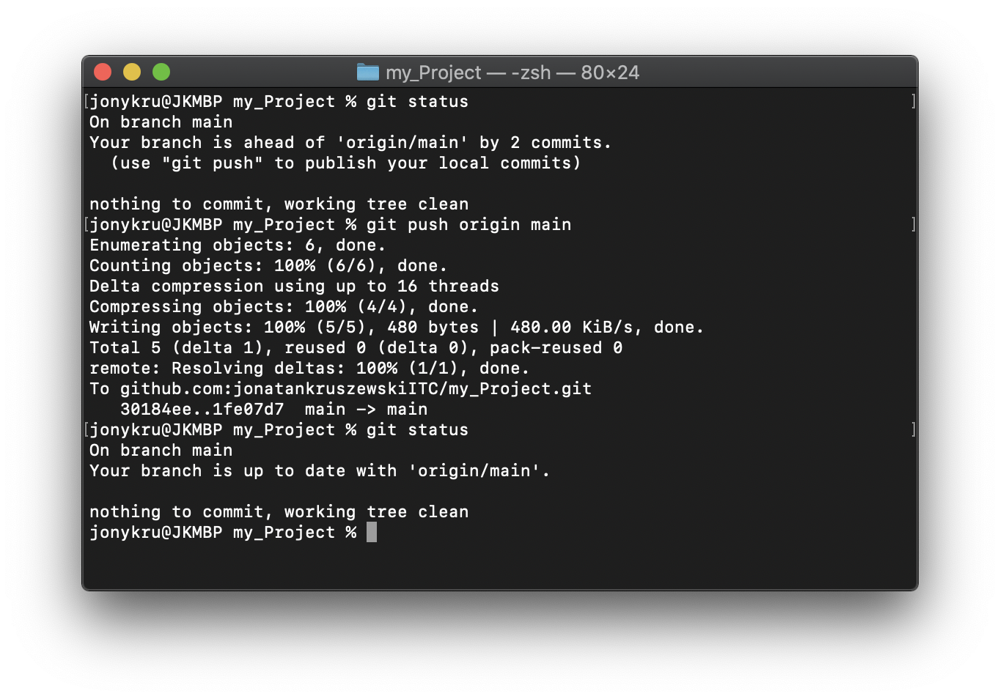 my_Project — -zsh — 80×24
[jonykru@JKMBP my_Project % git status ]
On branch main
Your branch is ahead of 'origin/main' by 2 commits.
  (use "git push" to publish your local commits)

nothing to commit, working tree clean
[jonykru@JKMBP my_Project % git push origin main ]
Enumerating objects: 6, done.
Counting objects: 100% (6/6), done.
Delta compression using up to 16 threads
Compressing objects: 100% (4/4), done.
Writing objects: 100% (5/5), 480 bytes | 480.00 KiB/s, done.
Total 5 (delta 1), reused 0 (delta 0), pack-reused 0
remote: Resolving deltas: 100% (1/1), done.
To github.com:jonatankruszewskiITC/my_Project.git
   30184ee..1fe07d7  main -> main
[jonykru@JKMBP my_Project % git status ]
On branch main
Your branch is up to date with 'origin/main'.

nothing to commit, working tree clean
jonykru@JKMBP my_Project %